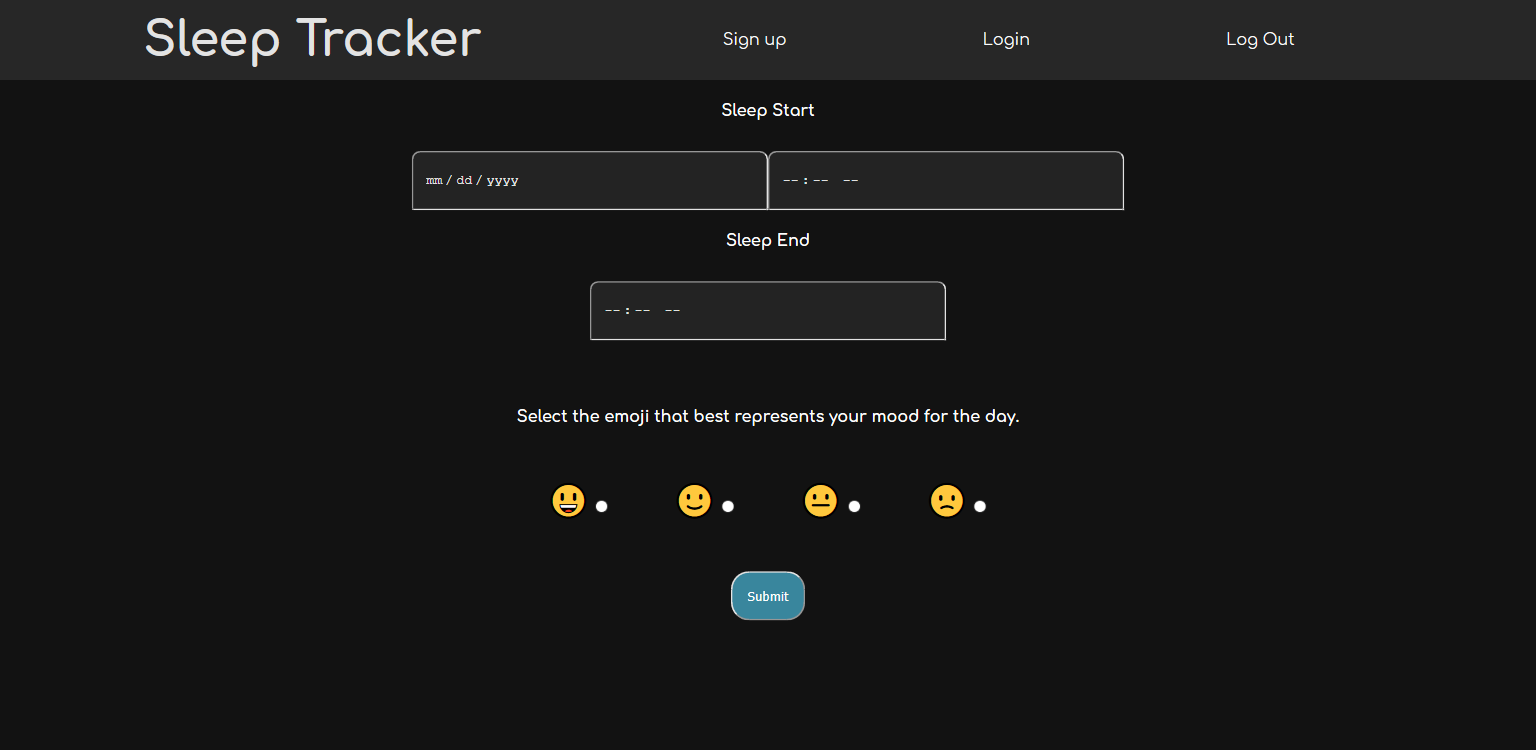 Sleep Tracker Sign up Login Log Out
Sleep Start
mm / dd / yyyy -- : -- --
Sleep End
-- : -- --
Select the emoji that best represents your mood for the day.
Submit